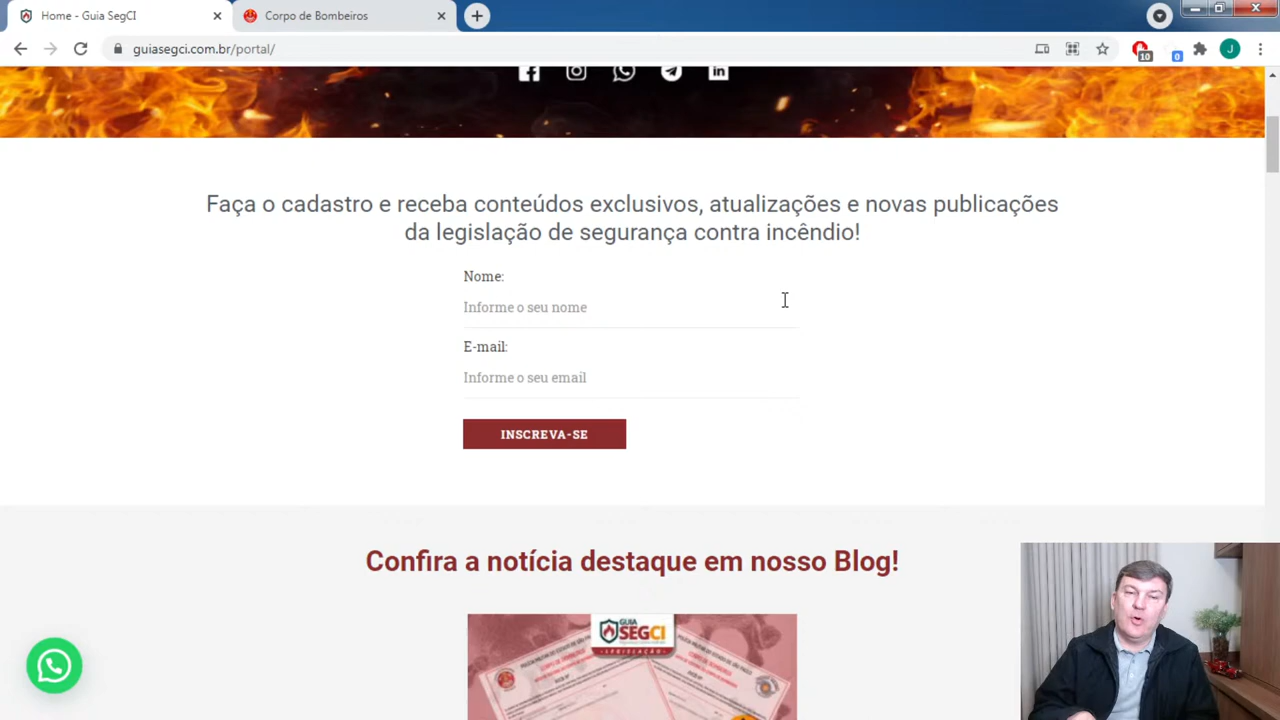 Home - Guia SegCI
Corpo de Bombeiros
guiasegci.com.br/portal/
10
0
J
Faça o cadastro e receba conteúdos exclusivos, atualizações e novas publicações
da legislação de segurança contra incêndio!
Nome:
Informe o seu nome
E-mail:
Informe o seu email
INSCREVA-SE
Confira a notícia destaque em nosso Blog!
GUIA
SEGCI
LEGISLAÇÃO